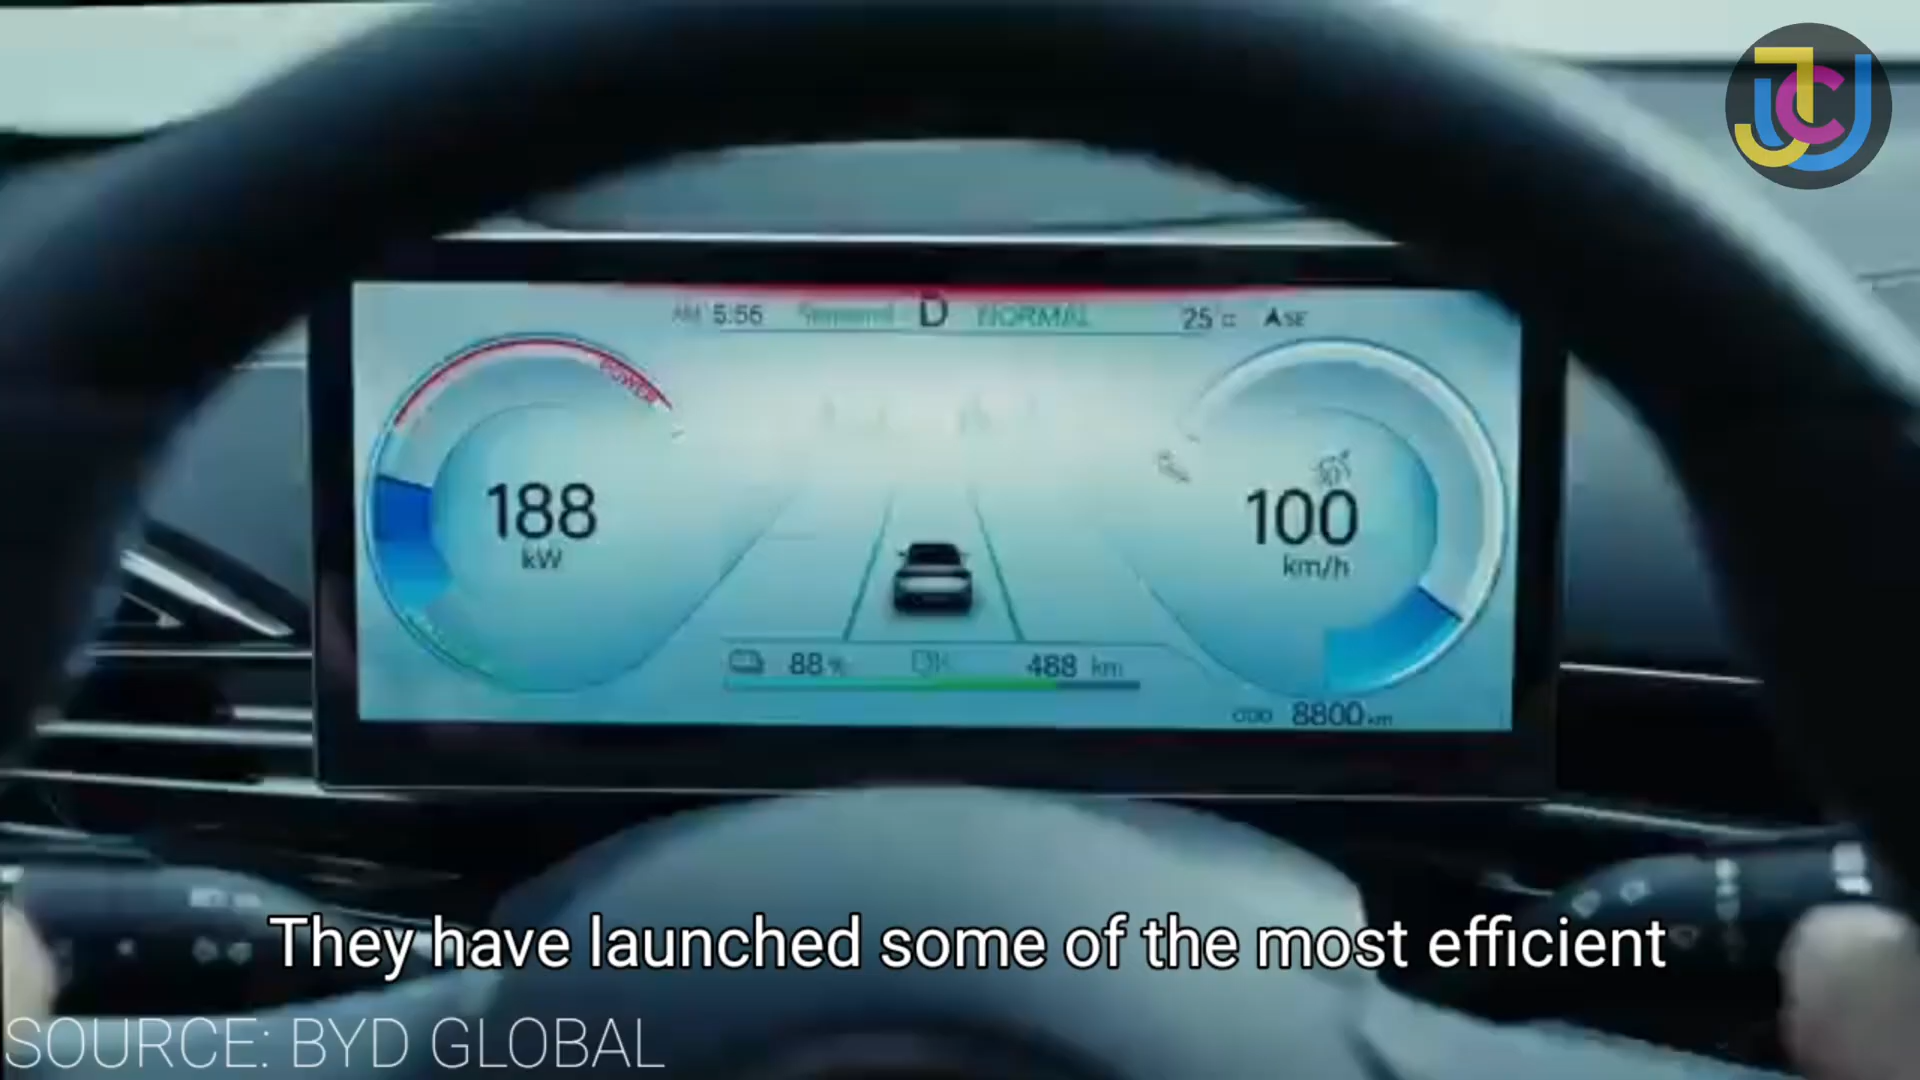 AM 5:56 D NORMAL 25°C SE
POWER
188
kW
100
km/h
88%
488 km
ODO 8800 km
They have launched some of the most efficient
SOURCE: BYD GLOBAL
JC